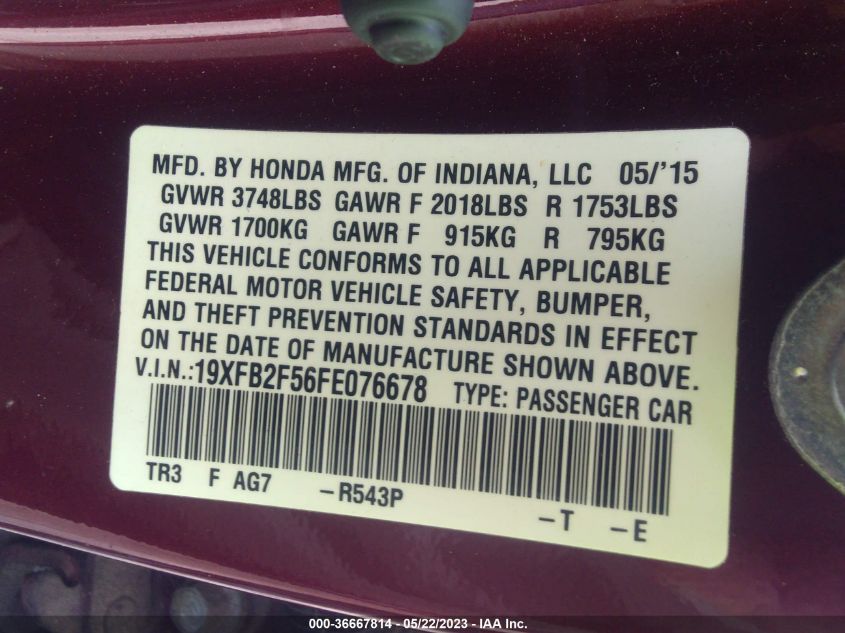 MFD. BY HONDA MFG. OF INDIANA, LLC 05/'15
GVWR 3748LBS GAWR F 2018LBS R 1753LBS
GVWR 1700KG GAWR F 915KG R 795KG
THIS VEHICLE CONFORMS TO ALL APPLICABLE
FEDERAL MOTOR VEHICLE SAFETY, BUMPER,
AND THEFT PREVENTION STANDARDS IN EFFECT
ON THE DATE OF MANUFACTURE SHOWN ABOVE.
V.I.N.:19XFB2F56FE076678 TYPE: PASSENGER CAR
TR3 F AG7 -R543P -T -E
000-36667814 - 05/22/2023 - IAA Inc.